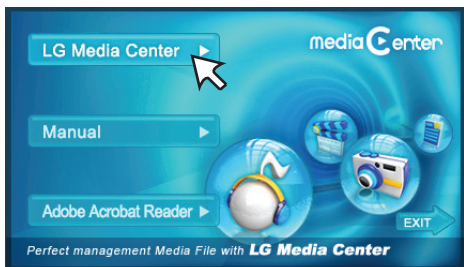 LG Media Center
media Center
Manual
Adobe Acrobat Reader
EXIT
Perfect management Media File with LG Media Center